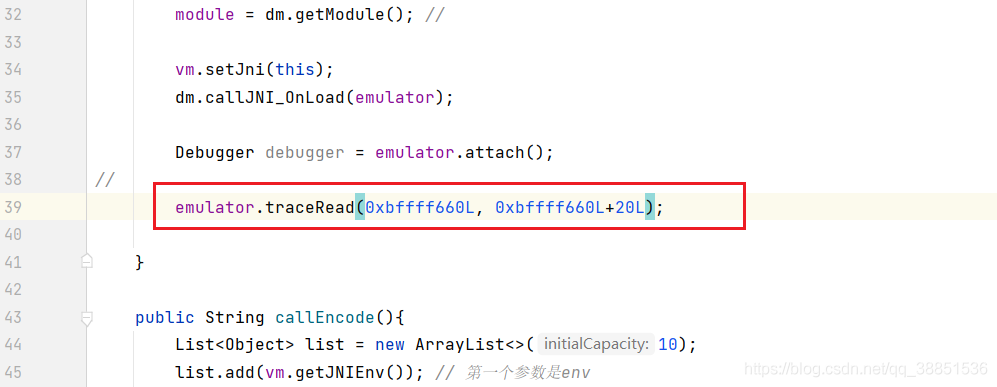 32 module = dm.getModule(); //
33
34 vm.setJni(this);
35 dm.callJNI_OnLoad(emulator);
36
37 Debugger debugger = emulator.attach();
38 //
39 emulator.traceRead(0xbffff660L, 0xbffff660L+20L);
40
41 }
42
43 public String callEncode(){
44 List<Object> list = new ArrayList<>( initialCapacity: 10);
45 list.add(vm.getJNIEnv()); // 第一个参数是env
https://blog.csdn.net/qq_38851536